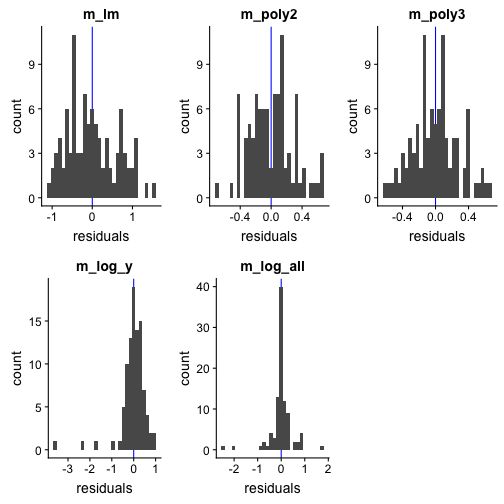 m_lm
m_poly2
m_poly3
count
9
6
3
0
-1
0
1
residuals
count
9
6
3
0
-0.4
0.0
0.4
residuals
count
9
6
3
0
-0.4
0.0
0.4
residuals
m_log_y
m_log_all
count
15
10
5
0
-3
-2
-1
0
1
residuals
count
40
30
20
10
0
-2
-1
0
1
2
residuals